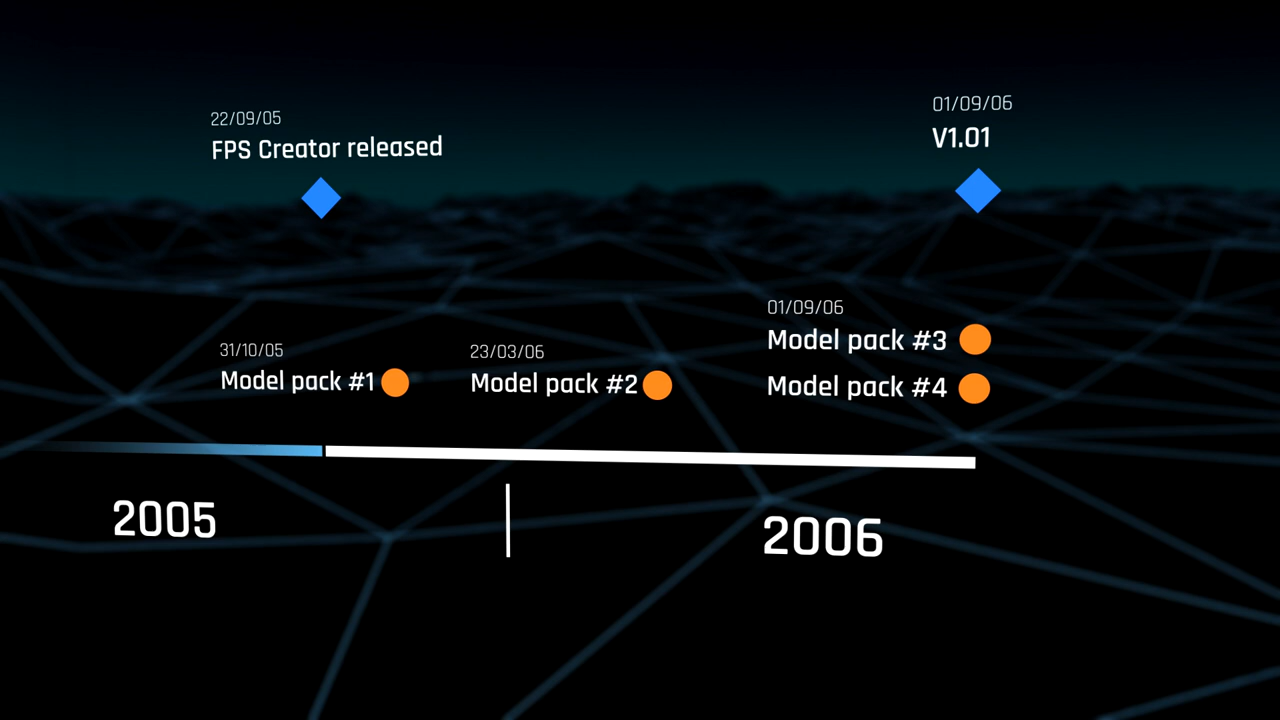 22/09/05
FPS Creator released
01/09/06
V1.01
31/10/05
Model pack #1
23/03/06
Model pack #2
01/09/06
Model pack #3
Model pack #4
2005
2006